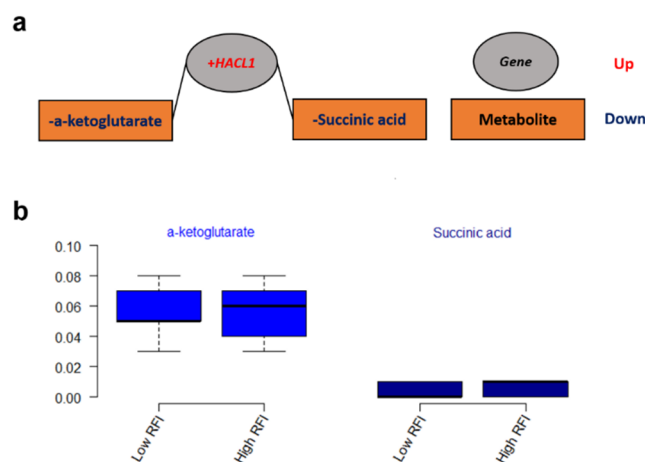 a
+HACL1
Gene
Up
-a-ketoglutarate
-Succinic acid
Metabolite
Down
b
a-ketoglutarate
Succinic acid
0.10
0.08
0.06
0.04
0.02
0.00
Low RFI
High RFI
Low RFI
High RFI